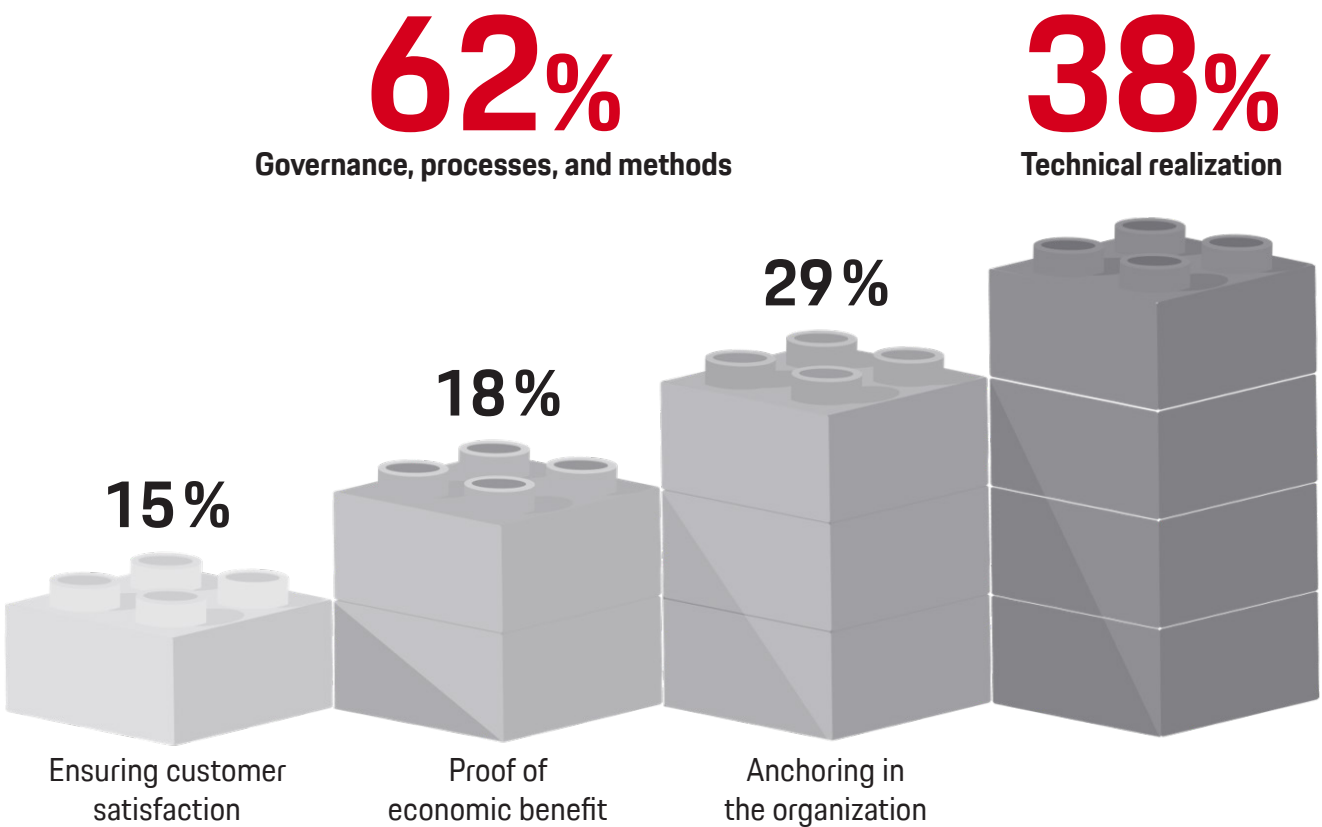 62%
Governance, processes, and methods
38%
Technical realization
29%
18%
15%
Ensuring customer
satisfaction
Proof of
economic benefit
Anchoring in
the organization